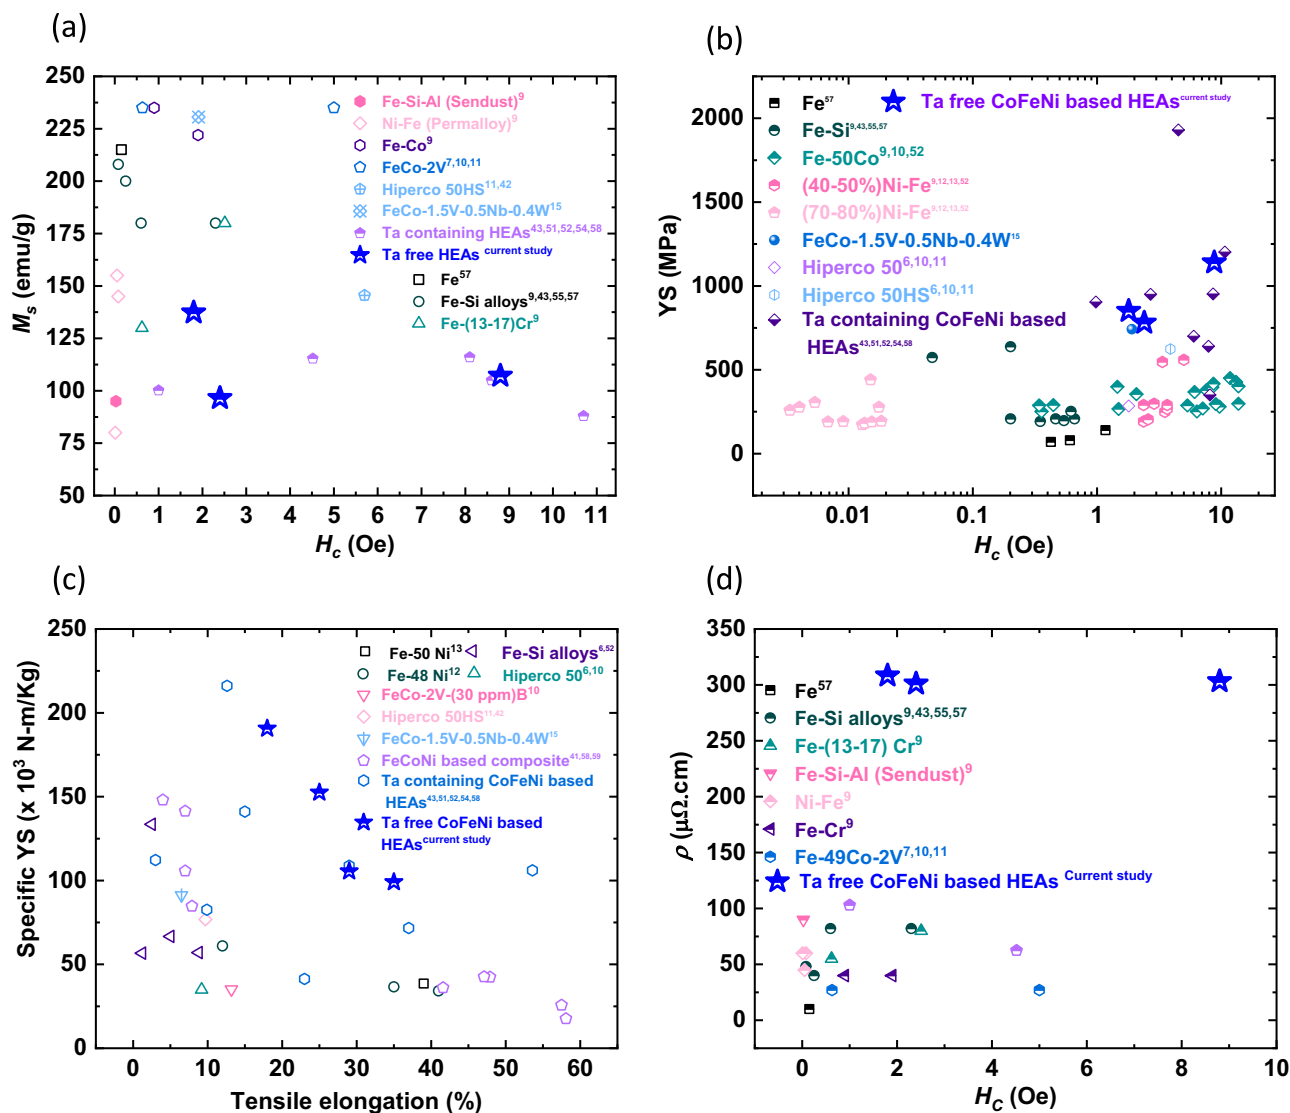 (a)
250
225
200
175
150
125
100
75
50
Ms (emu/g)
0 1 2 3 4 5 6 7 8 9 10 11
Hc (Oe)
Fe-Si-Al (Sendust)9
Ni-Fe (Permalloy)9
Fe-Co9
FeCo-2V7,10,11
Hiperco 50HS11,42
FeCo-1.5V-0.5Nb-0.4W15
Ta containing HEAs43,51,52,54,58
Ta free HEAs current study
Fe57
Fe-Si alloys9,43,55,57
Fe-(13-17)Cr9
(b)
2000
1500
1000
500
0
YS (MPa)
0.01 0.1 1 10
Hc (Oe)
Ta free CoFeNi based HEAscurrent study
Fe57
Fe-Si9,43,55,57
Fe-50Co9,10,52
(40-50%)Ni-Fe9,12,13,52
(70-80%)Ni-Fe9,12,13,52
FeCo-1.5V-0.5Nb-0.4W15
Hiperco 506,10,11
Hiperco 50HS6,10,11
Ta containing CoFeNi based
HEAs43,51,52,54,58
(c)
250
200
150
100
50
0
Specific YS (x 103 N-m/Kg)
0 10 20 30 40 50 60
Tensile elongation (%)
Fe-50 Ni13 Fe-Si alloys6,52
Fe-48 Ni12 Hiperco 506,10
FeCo-2V-(30 ppm)B10
Hiperco 50HS11,42
FeCo-1.5V-0.5Nb-0.4W15
FeCoNi based composite41,58,59
Ta containing CoFeNi based
HEAs43,51,52,54,58
Ta free CoFeNi based
HEAscurrent study
(d)
350
300
250
200
150
100
50
0
ρ (μΩ.cm)
0 2 4 6 8 10
Hc (Oe)
Fe57
Fe-Si alloys9,43,55,57
Fe-(13-17) Cr9
Fe-Si-Al (Sendust)9
Ni-Fe9
Fe-Cr9
Fe-49Co-2V7,10,11
Ta free CoFeNi based HEAs Current study